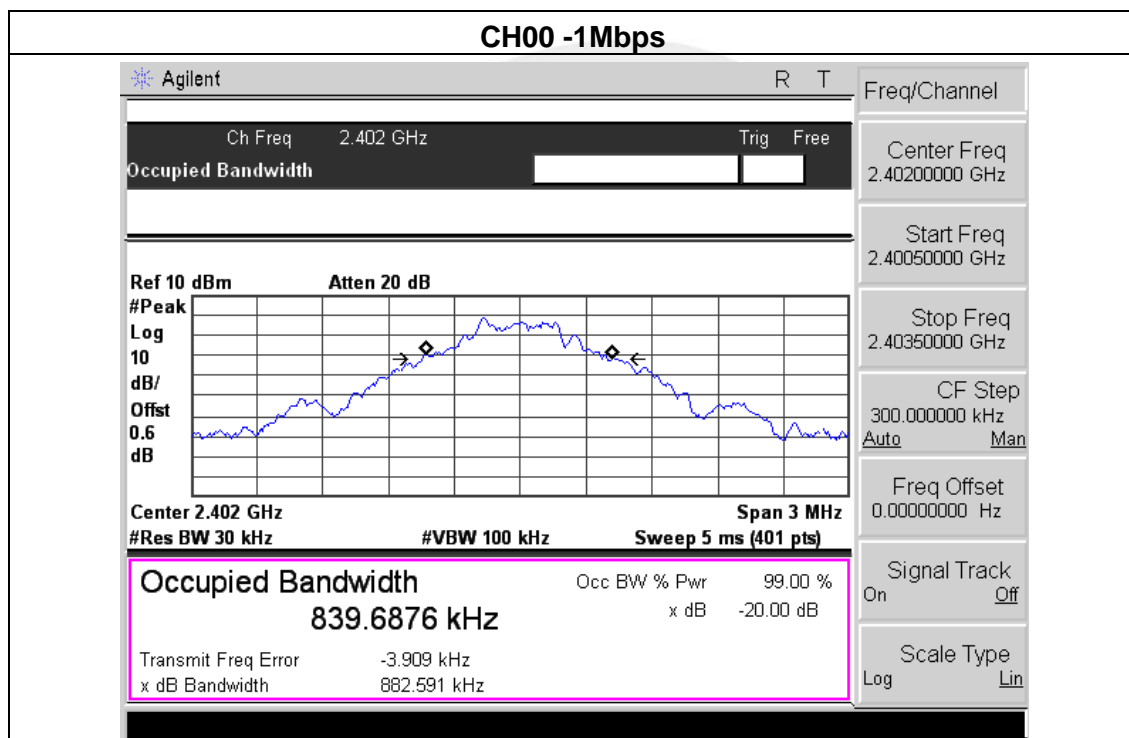 CH00 -1Mbps
Agilent R T
Ch Freq 2.402 GHz Trig Free
Occupied Bandwidth
Ref 10 dBm Atten 20 dB
#Peak
Log
10
dB/
Offst
0.6
dB
Center 2.402 GHz Span 3 MHz
#Res BW 30 kHz #VBW 100 kHz Sweep 5 ms (401 pts)
Occupied Bandwidth
839.6876 kHz
Occ BW % Pwr 99.00 %
x dB -20.00 dB
Transmit Freq Error -3.909 kHz
x dB Bandwidth 882.591 kHz
Freq/Channel
Center Freq
2.40200000 GHz
Start Freq
2.40050000 GHz
Stop Freq
2.40350000 GHz
CF Step
300.000000 kHz
Auto Man
Freq Offset
0.00000000 Hz
Signal Track
On Off
Scale Type
Log Lin